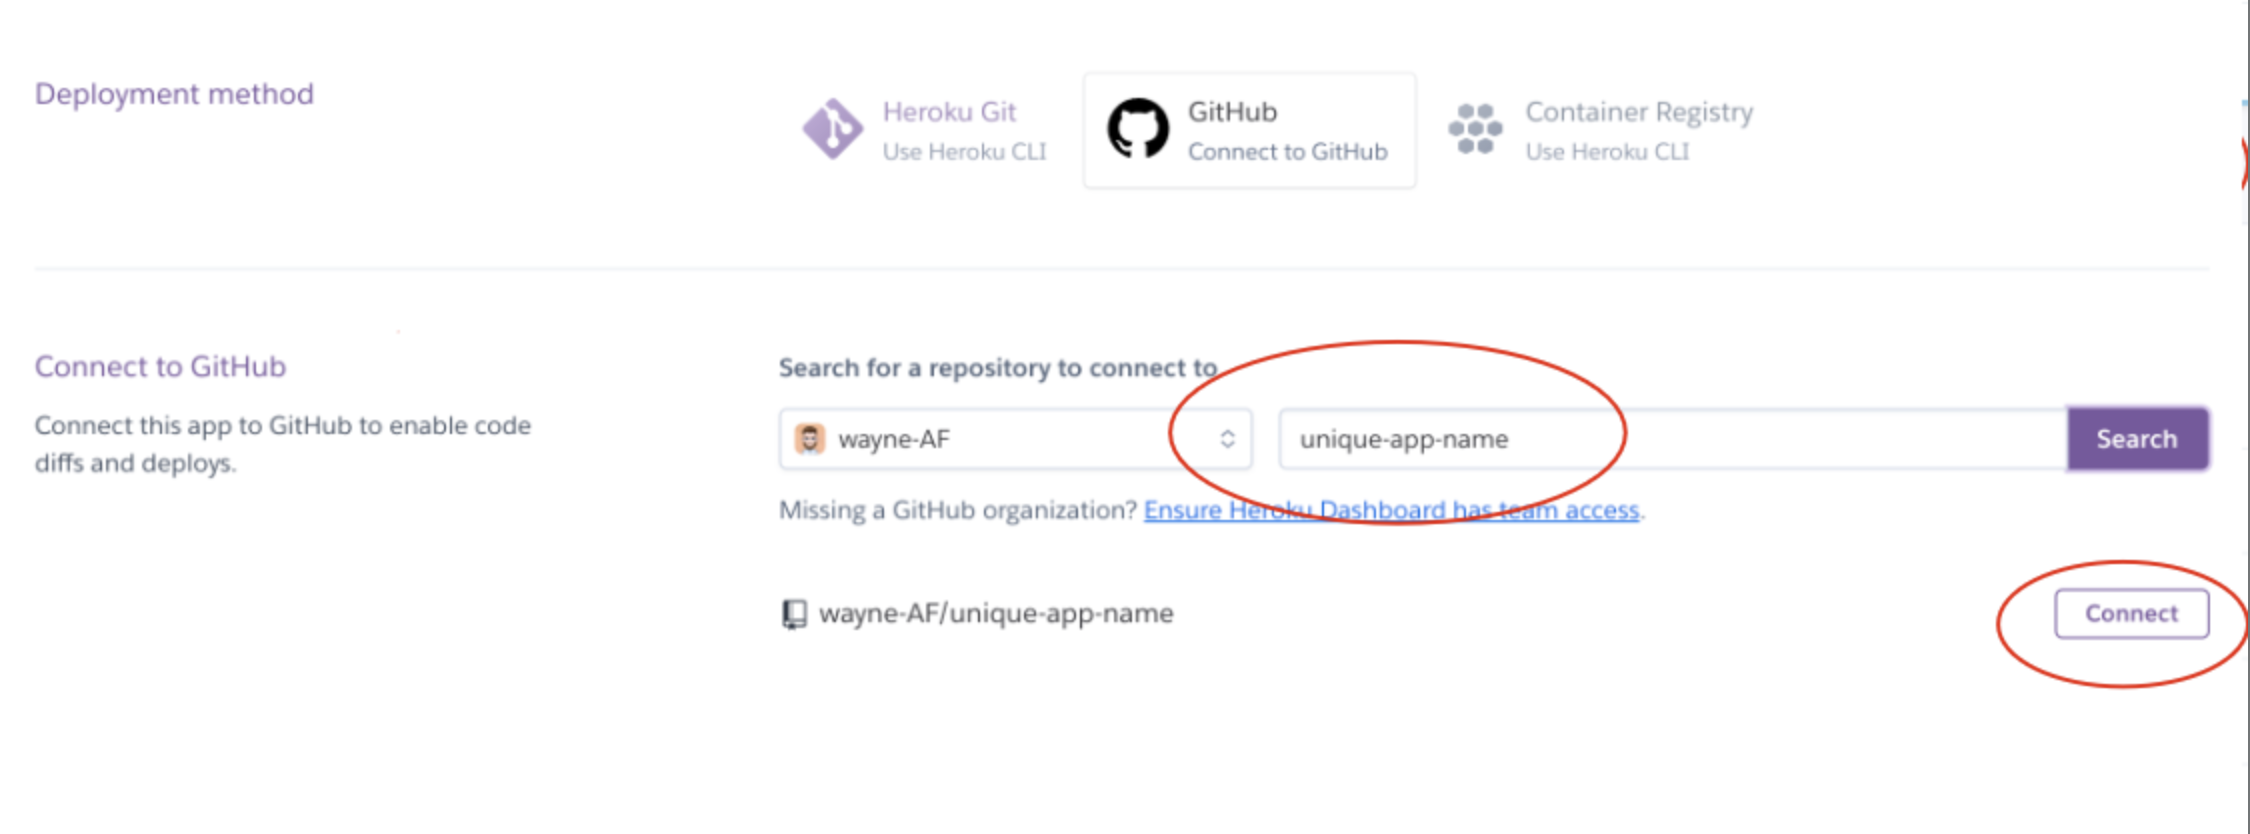 Deployment method
Heroku Git
Use Heroku CLI
GitHub
Connect to GitHub
Container Registry
Use Heroku CLI
Connect to GitHub
Connect this app to GitHub to enable code
diffs and deploys.
Search for a repository to connect to
wayne-AF
unique-app-name
Search
Missing a GitHub organization? Ensure Heroku Dashboard has team access.
wayne-AF/unique-app-name
Connect